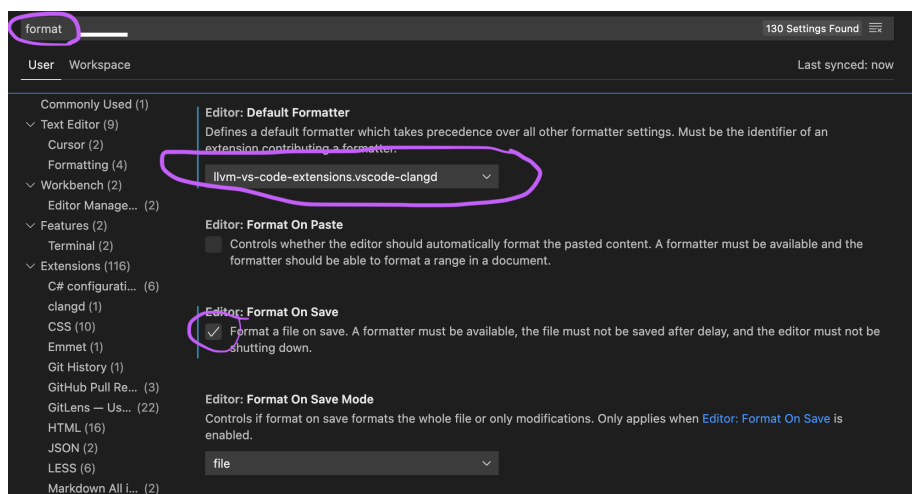 format
130 Settings Found
User Workspace
Last synced: now
Commonly Used (1)
Text Editor (9)
Cursor (2)
Formatting (4)
Workbench (2)
Editor Manage... (2)
Features (2)
Terminal (2)
Extensions (116)
C# configurati... (6)
clangd (1)
CSS (10)
Emmet (1)
Git History (1)
GitHub Pull Re... (3)
GitLens — Us... (22)
HTML (16)
JSON (2)
LESS (6)
Markdown All i... (2)
Editor: Default Formatter
Defines a default formatter which takes precedence over all other formatter settings. Must be the identifier of an
extension contributing a formatter.
llvm-vs-code-extensions.vscode-clangd
Editor: Format On Paste
Controls whether the editor should automatically format the pasted content. A formatter must be available and the
formatter should be able to format a range in a document.
Editor: Format On Save
Format a file on save. A formatter must be available, the file must not be saved after delay, and the editor must not be
shutting down.
Editor: Format On Save Mode
Controls if format on save formats the whole file or only modifications. Only applies when Editor: Format On Save is
enabled.
file